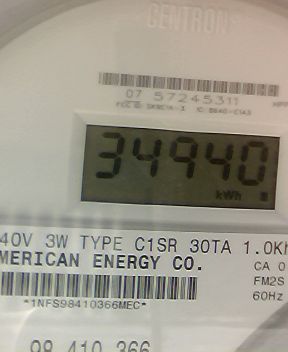 CENTRON
07 57245311
34940
kWh
40V 3W TYPE C1SR 30TA 1.0Kh
MERICAN ENERGY CO.
CA 0
FM2S
60Hz
*1NFS98410366MEC*
98 410 366